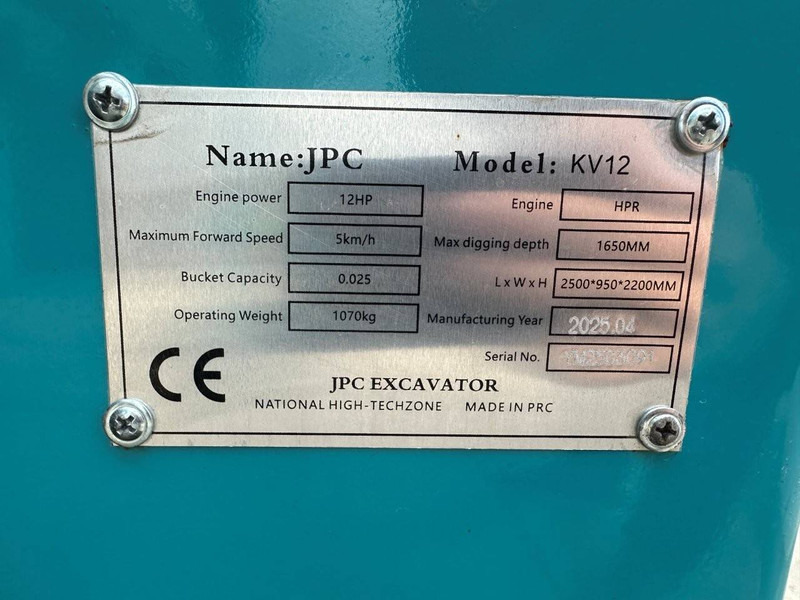 Name:JPC Model: KV12
Engine power 12HP Engine HPR
Maximum Forward Speed 5km/h Max digging depth 1650MM
Bucket Capacity 0.025 L x W x H 2500*950*2200MM
Operating Weight 1070kg Manufacturing Year 2025.04
Serial No.
CE
JPC EXCAVATOR
NATIONAL HIGH-TECHZONE MADE IN PRC